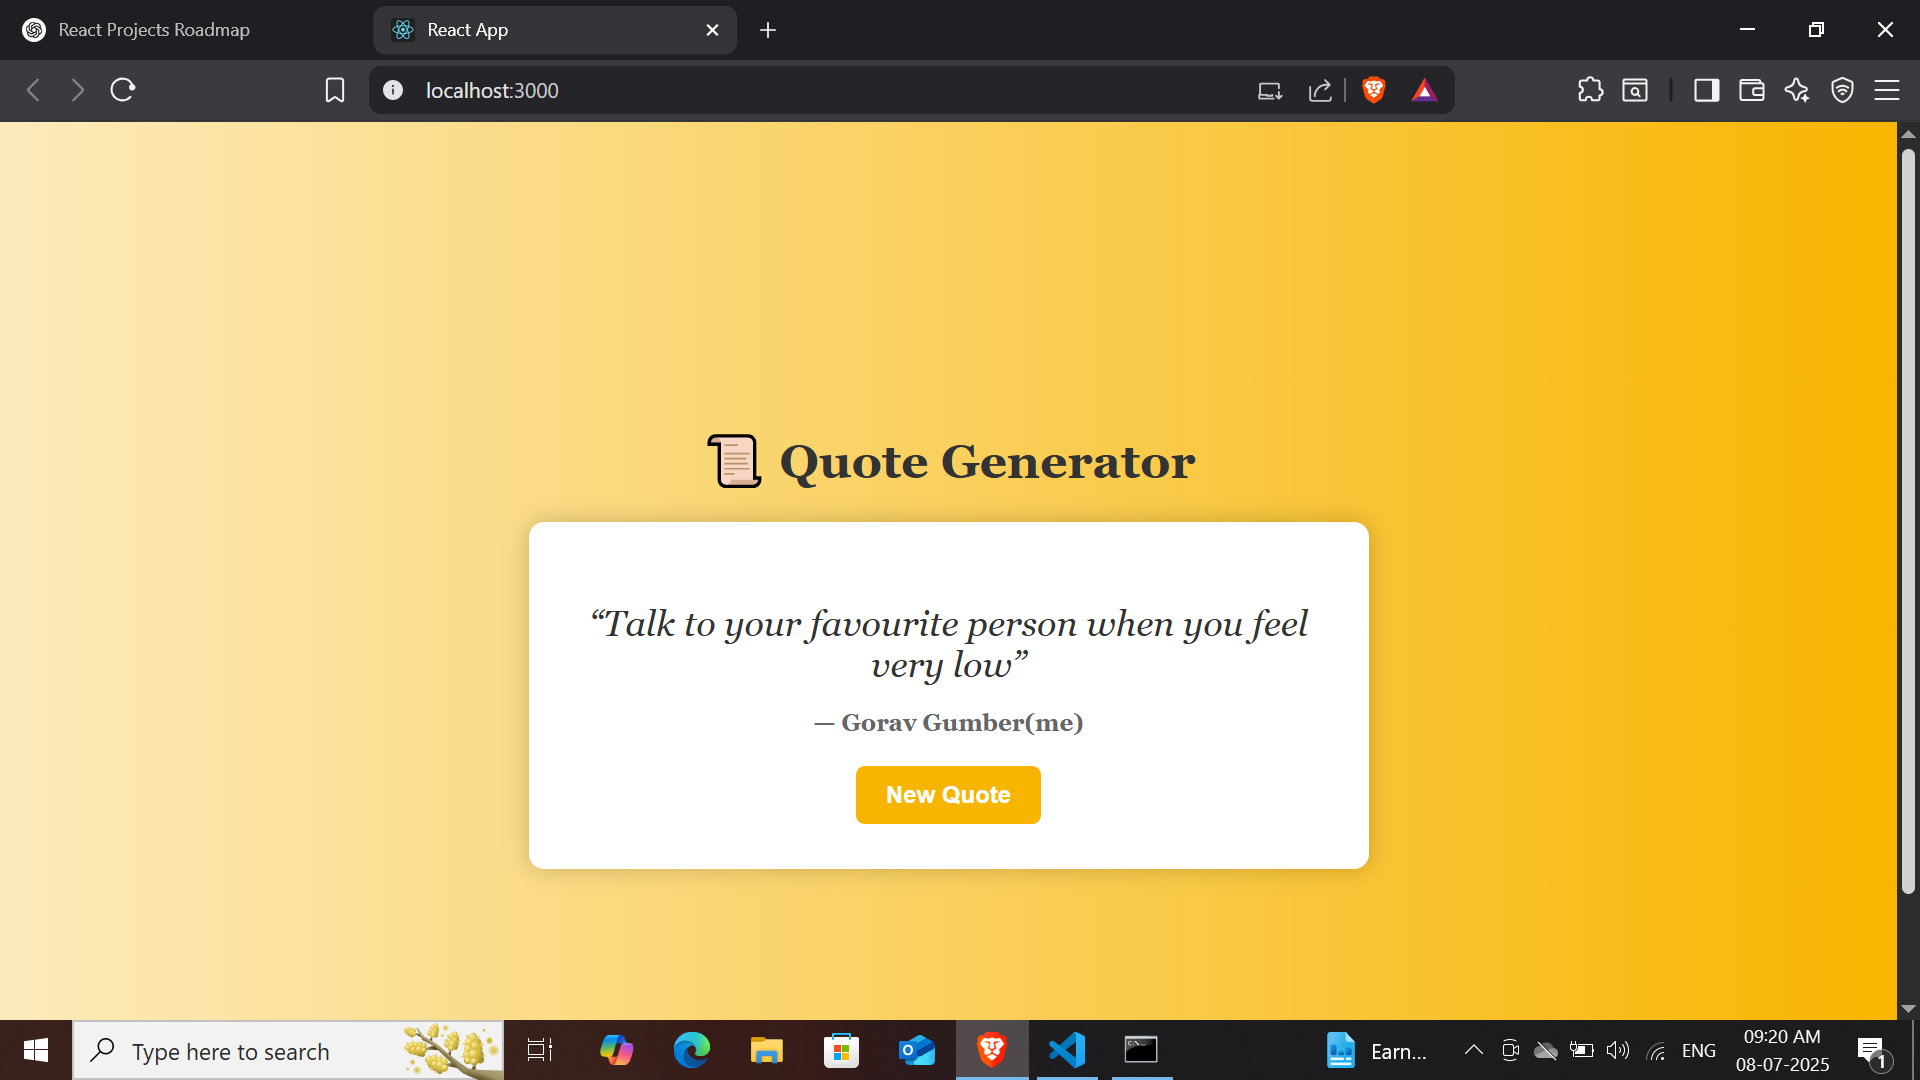 React Projects Roadmap
React App
localhost:3000
📜 Quote Generator
“Talk to your favourite person when you feel
very low”
— Gorav Gumber(me)
New Quote
Type here to search
Earn...
ENG
09:20 AM
08-07-2025
1